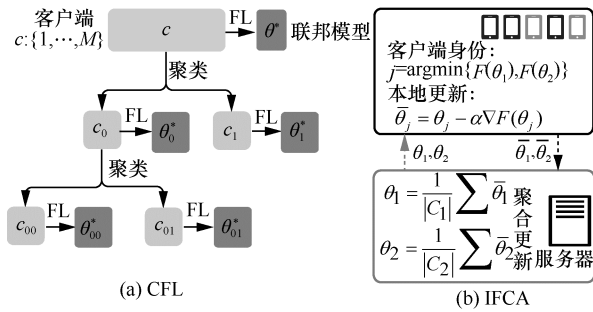 客户端
c:{1,⋯,M}
c
FL
θ*
联邦模型
聚类
c₀
FL
θ₀*
c₁
FL
θ₁*
聚类
c₀₀
FL
θ₀₀*
c₀₁
FL
θ₀₁*
(a) CFL
客户端身份:
j=argmin{F(θ₁),F(θ₂)}
本地更新:
θ̅ⱼ = θⱼ − α∇F(θⱼ)
θ₁,θ₂
θ̅₁,θ̅₂
θ₁ = 1/|C₁| ∑ θ̅₁
θ₂ = 1/|C₂| ∑ θ̅₂
聚合更新
服务器
(b) IFCA